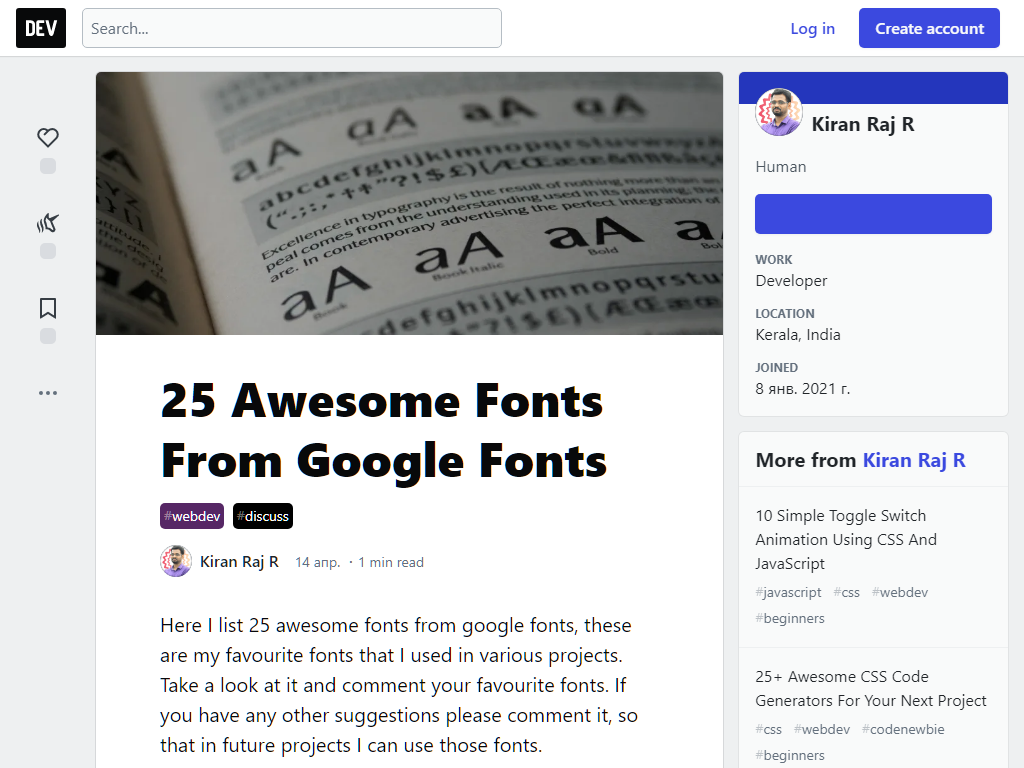 DEV
Search...
Log in
Create account
aA aA aA aA
abcdefghijklmnopqrstuvwxyz
Excellence in typography is the result of nothing more than
peal comes from the understanding used in its planning; the
are. In contemporary advertising the perfect integration of
aA aA aA
Book
Book Italic
Bold
defghijklmnopqrstu
25 Awesome Fonts
From Google Fonts
#webdev #discuss
Kiran Raj R 14 апр. · 1 min read
Here I list 25 awesome fonts from google fonts, these
are my favourite fonts that I used in various projects.
Take a look at it and comment your favourite fonts. If
you have any other suggestions please comment it, so
that in future projects I can use those fonts.
Kiran Raj R
Human
WORK
Developer
LOCATION
Kerala, India
JOINED
8 янв. 2021 г.
More from Kiran Raj R
10 Simple Toggle Switch
Animation Using CSS And
JavaScript
#javascript #css #webdev
#beginners
25+ Awesome CSS Code
Generators For Your Next Project
#css #webdev #codenewbie
#beginners